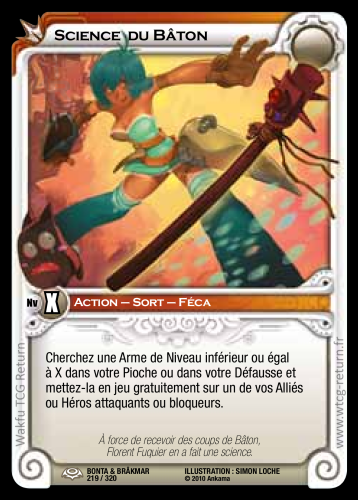 Science du Bâton
Nv X Action – Sort – Féca
Cherchez une Arme de Niveau inférieur ou égal
à X dans votre Pioche ou dans votre Défausse et
mettez-la en jeu gratuitement sur un de vos Alliés
ou Héros attaquants ou bloqueurs.
À force de recevoir des coups de Bâton,
Florent Fuquier en a fait une science.
Wakfu TCG Return
www.wtcg-return.fr
BONTA & BRÂKMAR ILLUSTRATION : SIMON LOCHE
219 / 320 © 2010 Ankama